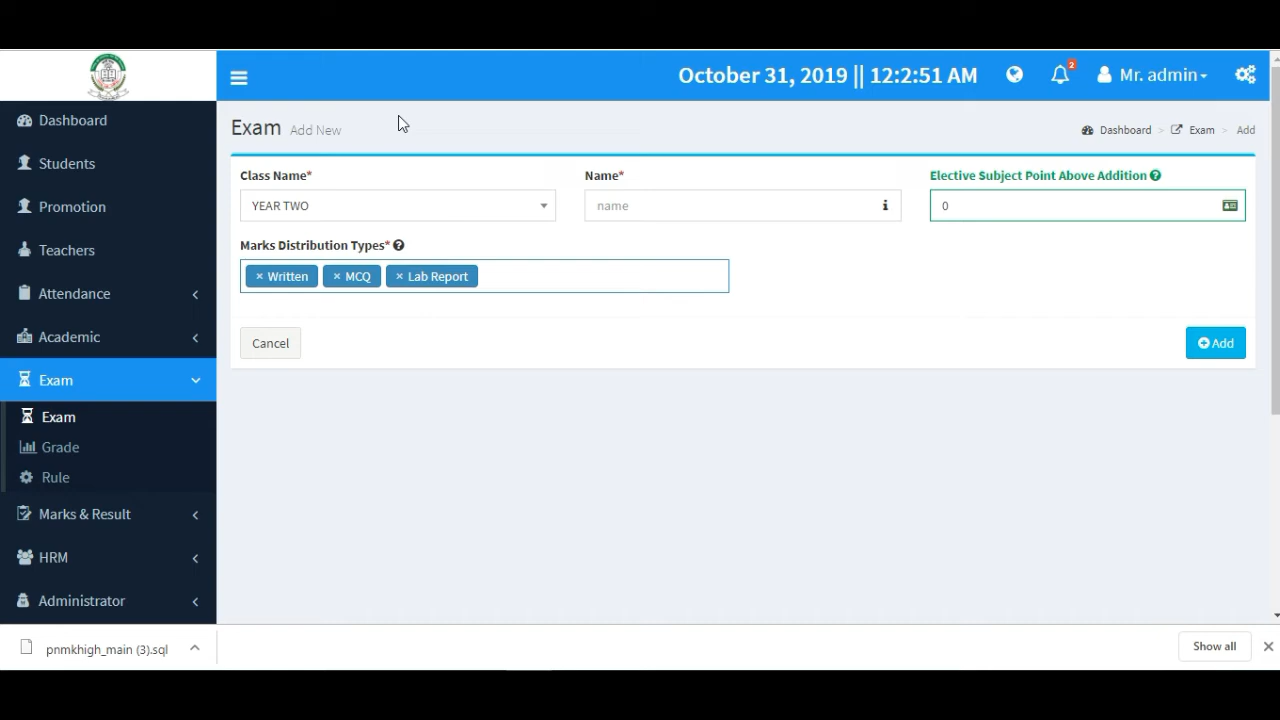 October 31, 2019 || 12:2:51 AM
2
Mr. admin
Dashboard
Students
Promotion
Teachers
Attendance
Academic
Exam
Exam
Grade
Rule
Marks & Result
HRM
Administrator
Exam Add New
Dashboard > Exam > Add
Class Name*
YEAR TWO
Name*
name
Elective Subject Point Above Addition
0
Marks Distribution Types*
× Written × MCQ × Lab Report
Cancel
Add
pnmkhigh_main (3).sql
Show all